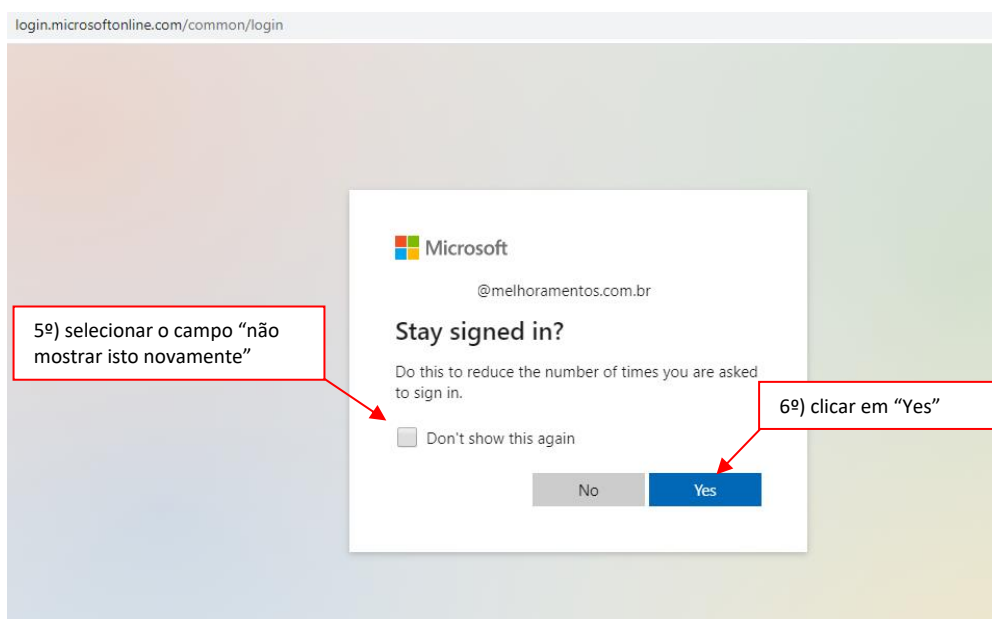 login.microsoftonline.com/common/login
Microsoft
@melhoramentos.com.br
Stay signed in?
Do this to reduce the number of times you are asked
to sign in.
Don't show this again
No
Yes
5º) selecionar o campo “não
mostrar isto novamente”
6º) clicar em “Yes”